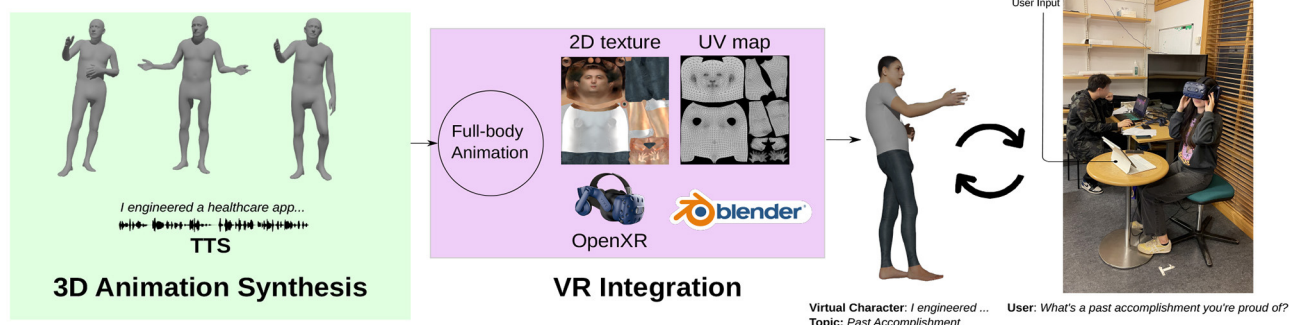 I engineered a healthcare app...
TTS
3D Animation Synthesis
Full-body
Animation
2D texture
UV map
OpenXR
blender
VR Integration
User Input
Virtual Character: I engineered ...
Topic: Past Accomplishment
User: What's a past accomplishment you're proud of?